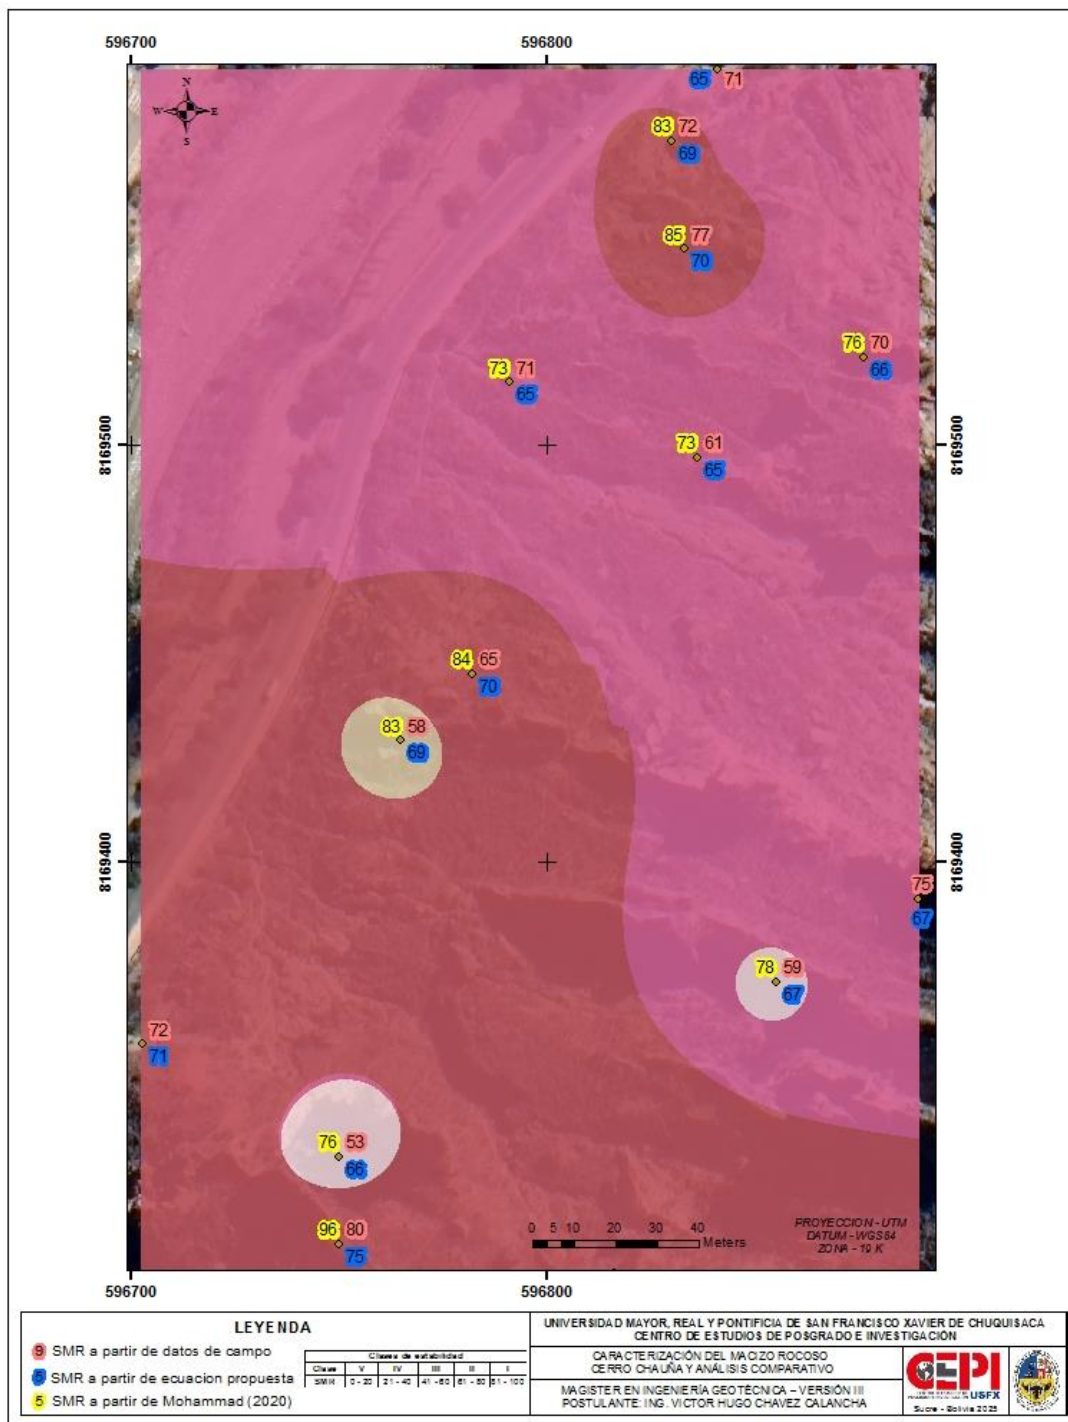 596700 596800
N
W E
S
65 71
83 72
69
85 77
70
76 70
66
73 71
65
8169500 8169500
73 61
65
84 65
70
83 58
69
8169400 8169400
75
67
78 59
67
72
71
76 53
66
96 80
75
0 5 10 20 30 40
Meters
PROYECCION - UTM
DATUM - WGS84
ZONA - 19 K
596700 596800
LEYENDA
9 SMR a partir de datos de campo
5 SMR a partir de ecuacion propuesta
5 SMR a partir de Mohammad (2020)
Clases de estabilidad
Clase V IV III II I
SMR 0 - 20 21 - 40 41 - 60 61 - 80 81 - 100
UNIVERSIDAD MAYOR, REAL Y PONTIFICIA DE SAN FRANCISCO XAVIER DE CHUQUISACA
CENTRO DE ESTUDIOS DE POSGRADO E INVESTIGACIÓN
CARACTERIZACIÓN DEL MACIZO ROCOSO
CERRO CHAUÑA Y ANÁLISIS COMPARATIVO
MAGISTER EN INGENIERÍA GEOTÉCNICA – VERSIÓN III
POSTULANTE: ING. VICTOR HUGO CHAVEZ CALANCHA
CEPI
USFX
Sucre - Bolivia 2025